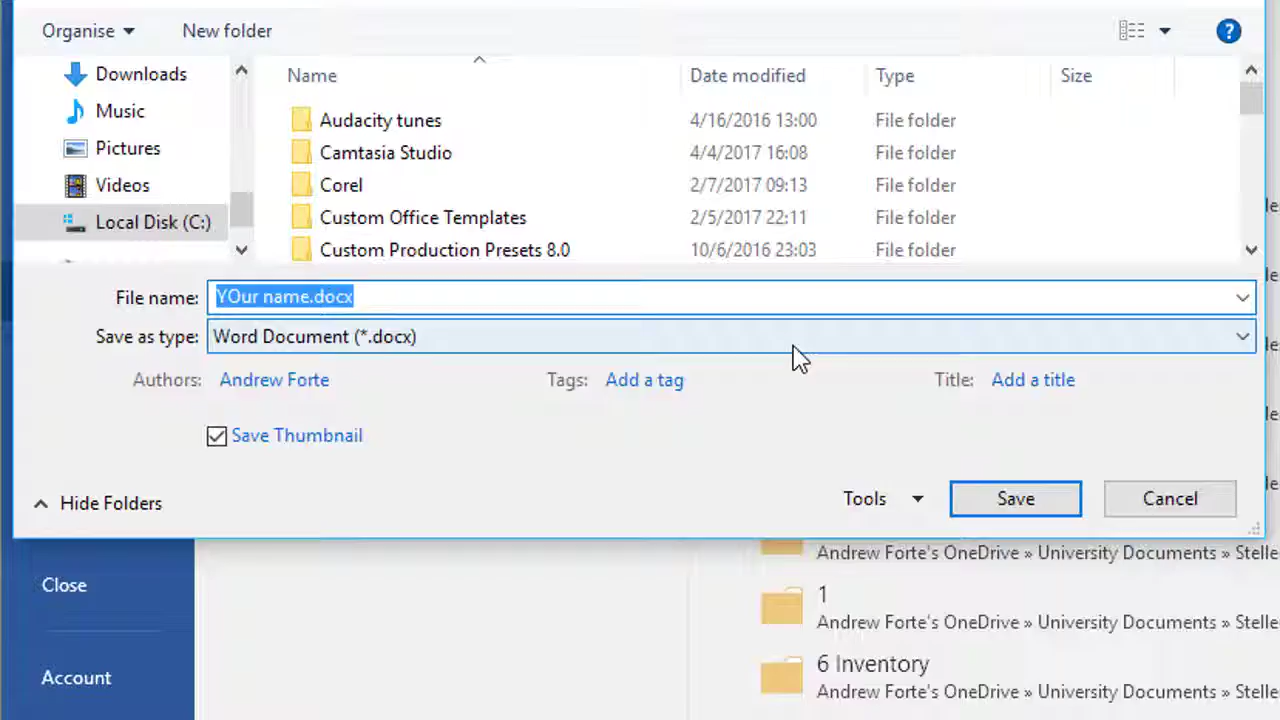 Organise New folder ?
Downloads
Music
Pictures
Videos
Local Disk (C:)
Name Date modified Type Size
Audacity tunes 4/16/2016 13:00 File folder
Camtasia Studio 4/4/2017 16:08 File folder
Corel 2/7/2017 09:13 File folder
Custom Office Templates 2/5/2017 22:11 File folder
Custom Production Presets 8.0 10/6/2016 23:03 File folder
File name: YOur name.docx
Save as type: Word Document (*.docx)
Authors: Andrew Forte Tags: Add a tag Title: Add a title
Save Thumbnail
Hide Folders Tools Save Cancel
Close
Account
Andrew Forte's OneDrive » University Documents » Stelle
1
Andrew Forte's OneDrive » University Documents » Stelle
6 Inventory
Andrew Forte's OneDrive » University Documents » Stelle